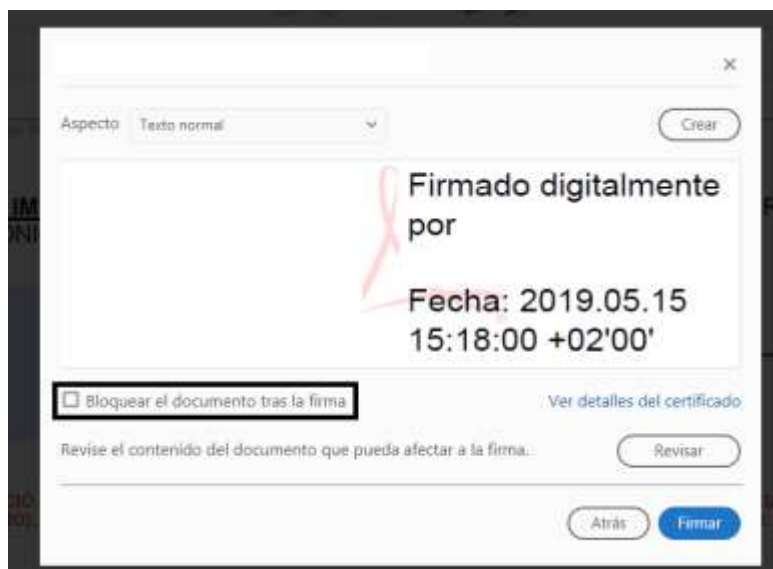 Aspecto Texto normal Crear
Firmado digitalmente
por
Fecha: 2019.05.15
15:18:00 +02'00'
Bloquear el documento tras la firma Ver detalles del certificado
Revise el contenido del documento que pueda afectar a la firma. Revisar
Atrás Firmar